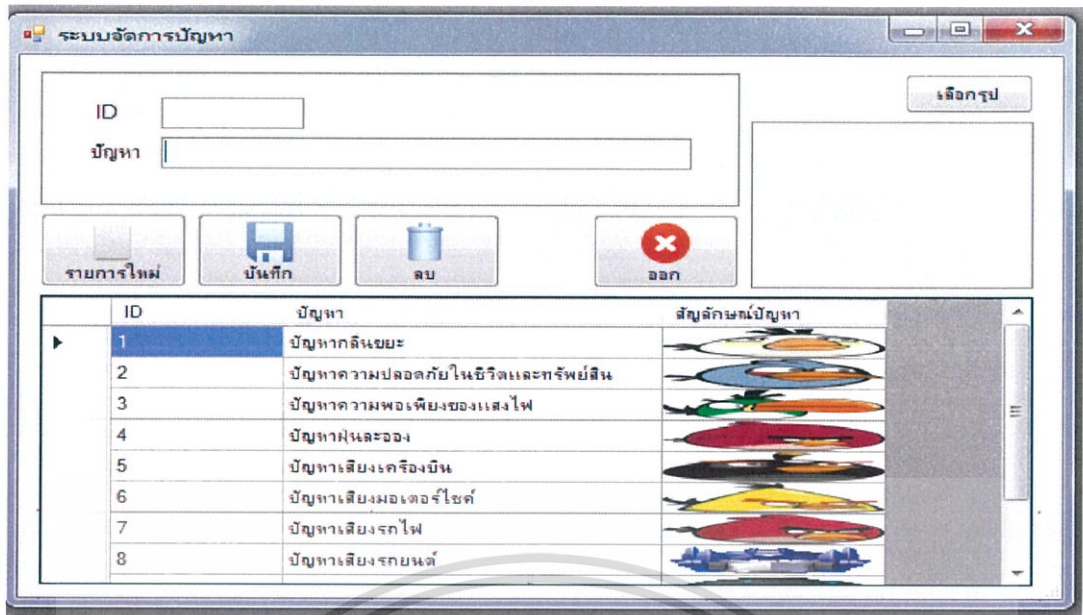 ระบบจัดการปัญหา
เลือกรูป
ID
ปัญหา
รายการใหม่ บันทึก ลบ ออก
ID ปัญหา สัญลักษณ์ปัญหา
1 ปัญหากลิ่นขยะ
2 ปัญหาความปลอดภัยในชีวิตและทรัพย์สิน
3 ปัญหาความพอเพียงของแสงไฟ
4 ปัญหาฝุ่นละออง
5 ปัญหาเสียงเครื่องบิน
6 ปัญหาเสียงมอเตอร์ไซค์
7 ปัญหาเสียงรถไฟ
8 ปัญหาเสียงรถยนต์